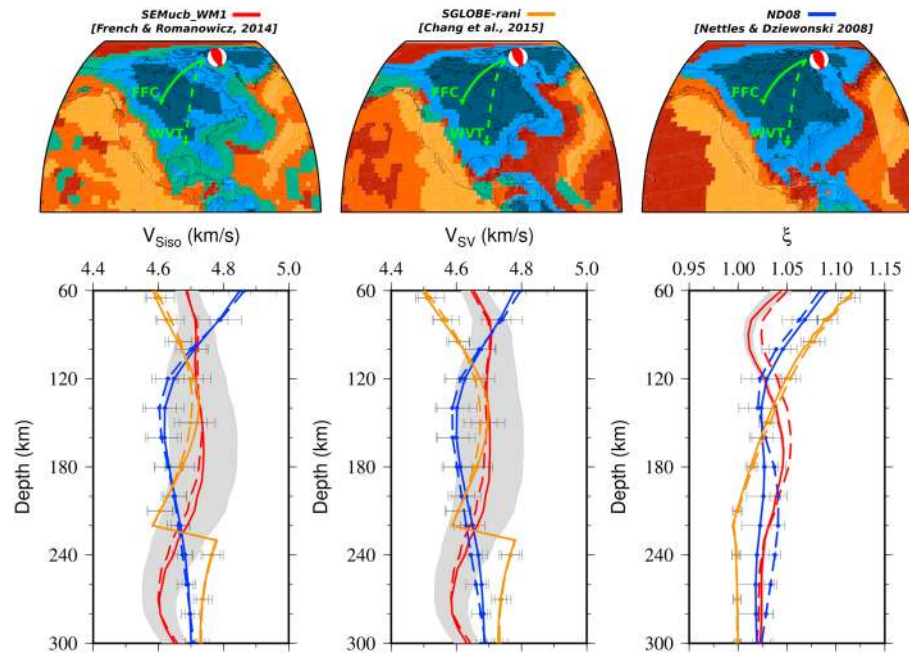 SEMucb_WM1
[French & Romanowicz, 2014]
SGLOBE-rani
[Chang et al., 2015]
ND08
[Nettles & Dziewonski 2008]
FFC
WVT
FFC
WVT
FFC
WVT
V_Siso (km/s)
4.4 4.6 4.8 5.0
V_SV (km/s)
4.4 4.6 4.8 5.0
ξ
0.95 1.00 1.05 1.10 1.15
Depth (km)
60
120
180
240
300
Depth (km)
60
120
180
240
300
Depth (km)
60
120
180
240
300